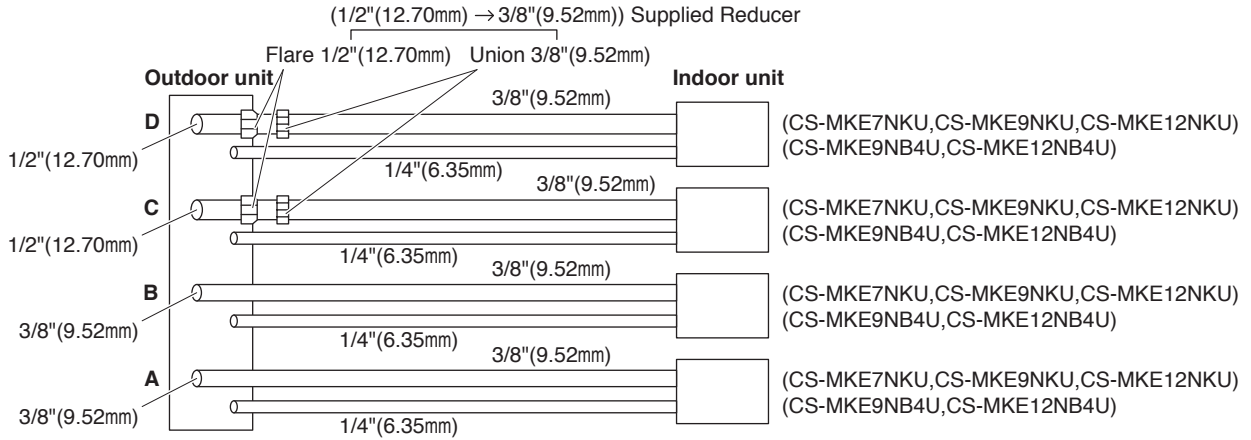 (1/2"(12.70mm) → 3/8"(9.52mm)) Supplied Reducer
Flare 1/2"(12.70mm) Union 3/8"(9.52mm)
Outdoor unit
Indoor unit
D
3/8"(9.52mm)
1/2"(12.70mm)
1/4"(6.35mm)
(CS-MKE7NKU,CS-MKE9NKU,CS-MKE12NKU)
(CS-MKE9NB4U,CS-MKE12NB4U)
C
3/8"(9.52mm)
1/2"(12.70mm)
1/4"(6.35mm)
(CS-MKE7NKU,CS-MKE9NKU,CS-MKE12NKU)
(CS-MKE9NB4U,CS-MKE12NB4U)
B
3/8"(9.52mm)
3/8"(9.52mm)
1/4"(6.35mm)
(CS-MKE7NKU,CS-MKE9NKU,CS-MKE12NKU)
(CS-MKE9NB4U,CS-MKE12NB4U)
A
3/8"(9.52mm)
3/8"(9.52mm)
1/4"(6.35mm)
(CS-MKE7NKU,CS-MKE9NKU,CS-MKE12NKU)
(CS-MKE9NB4U,CS-MKE12NB4U)